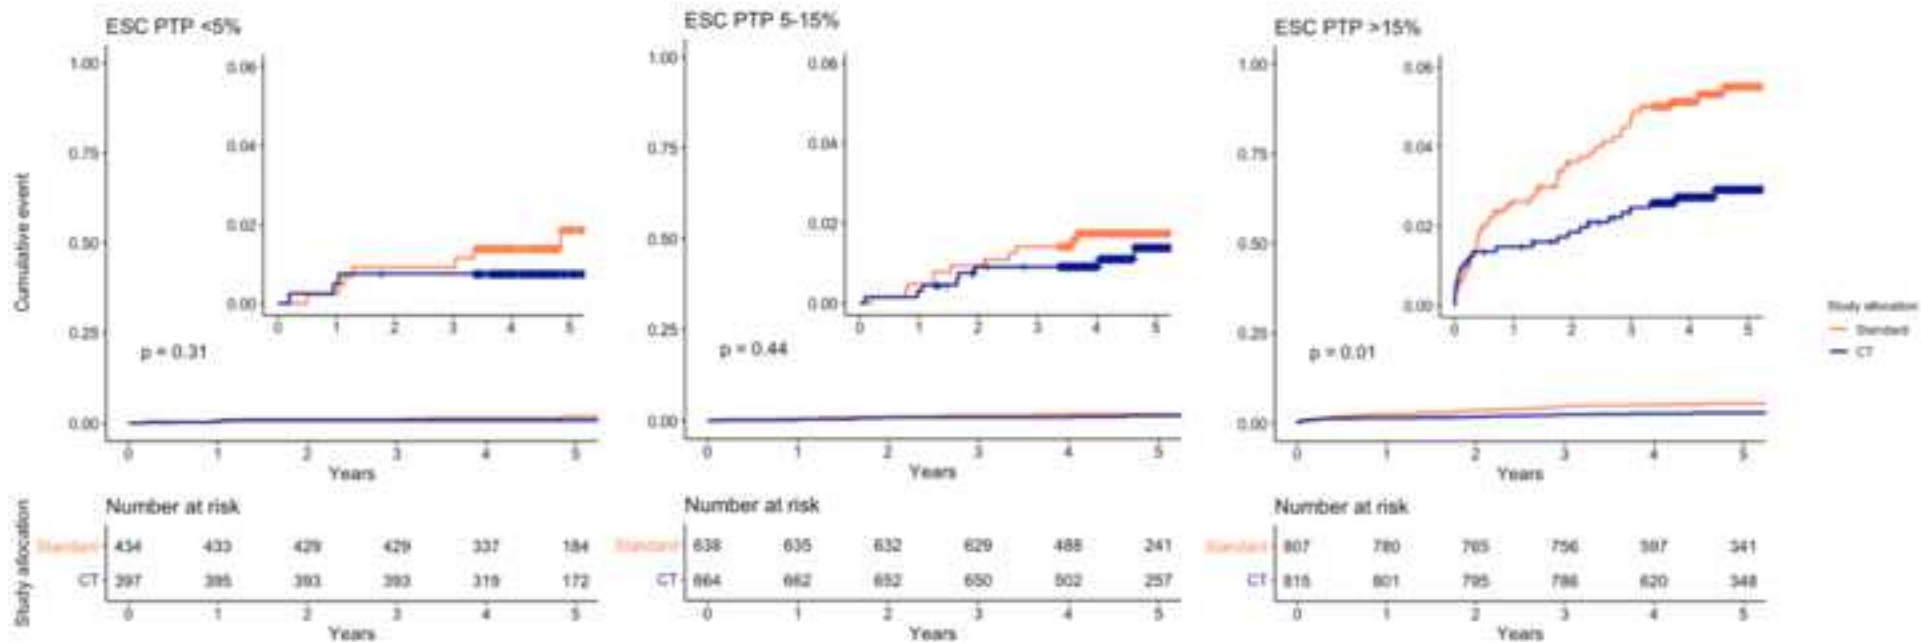 ESC PTP <5%
ESC PTP 5-15%
ESC PTP >15%
Cumulative event
1.00
0.75
0.50
0.25
0.00
0.06
0.04
0.02
0.00
0 1 2 3 4 5
p = 0.31
0 1 2 3 4 5
Years
1.00
0.75
0.50
0.25
0.00
0.06
0.04
0.02
0.00
0 1 2 3 4 5
p = 0.44
0 1 2 3 4 5
Years
1.00
0.75
0.50
0.25
0.00
0.06
0.04
0.02
0.00
0 1 2 3 4 5
p = 0.01
0 1 2 3 4 5
Years
Study allocation
Standard
CT
Study allocation
Number at risk
Standard 434 433 429 429 337 184
CT 397 395 393 393 319 172
0 1 2 3 4 5
Years
Number at risk
Standard 638 635 632 629 488 241
CT 664 662 652 650 502 257
0 1 2 3 4 5
Years
Number at risk
Standard 807 780 765 756 597 341
CT 815 801 795 786 620 348
0 1 2 3 4 5
Years